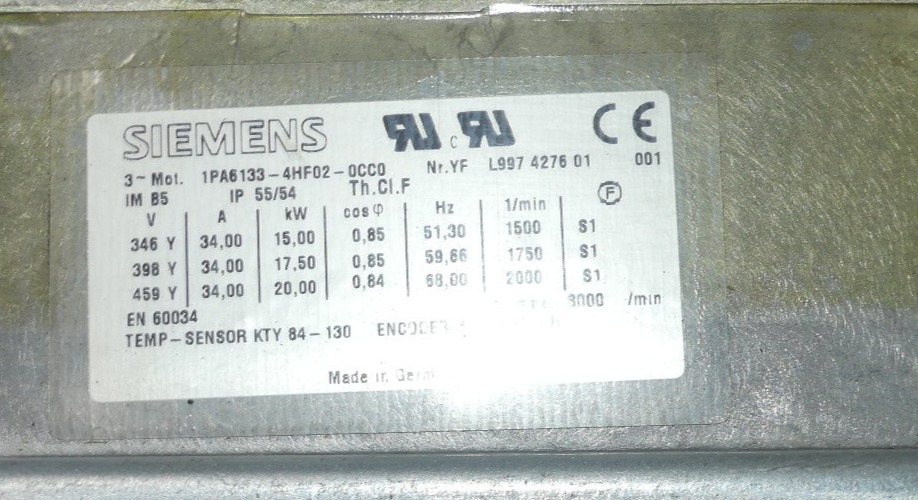 SIEMENS
3~ Mot. 1PA6133-4HF02-0CC0 Nr.YF L997 4276 01 001
IM B5 IP 55/54 Th.Cl.F F
V A kW cosφ Hz 1/min
346 Y 34,00 15,00 0,85 51,30 1500 S1
398 Y 34,00 17,50 0,85 59,66 1750 S1
459 Y 34,00 20,00 0,84 68,00 2000 S1
/min
EN 60034
TEMP-SENSOR KTY 84-130 ENCODER
Made in